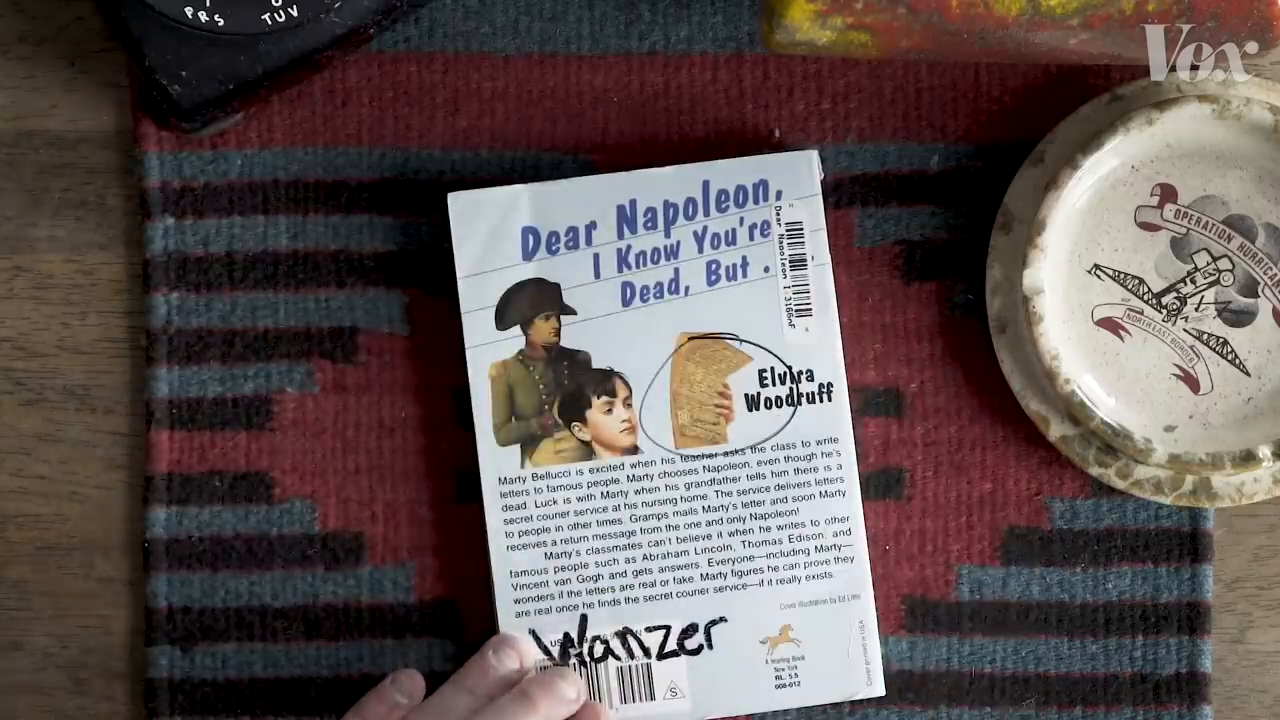 PRS
TUV
Vox
Dear Napoleon,
I Know You're
Dead, But .
Dear Napoleon I
Elvira
Woodruff
Marty Bellucci is excited when his teacher asks the class to write
letters to famous people. Marty chooses Napoleon, even though he's
dead. Luck is with Marty when his grandfather tells him there is a
secret courier service at his nursing home. The service delivers letters
to people in other times. Gramps mails Marty's letter and soon Marty
receives a return message from the one and only Napoleon!
Marty's classmates can't believe it when he writes to other
famous people such as Abraham Lincoln, Thomas Edison, and
Vincent van Gogh and gets answers. Everyone—including Marty—
wonders if the letters are real or fake. Marty figures he can prove they
are real once he finds the secret courier service—if it really exists.
Cover illustration by Ed
Wanzer
S
A Yearling Book
New York
RL: 5.5
008-012
Cover printed in USA
OPERATION HURRICAN
NORTH EAST BORDER